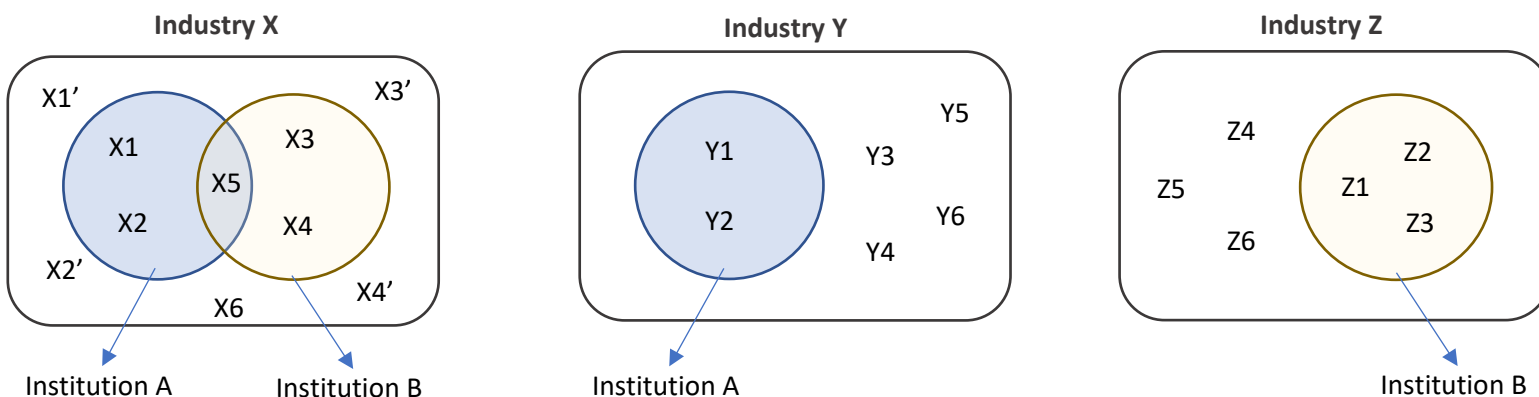 Industry X
X1’
X3’
X1
X3
X5
X2
X4
X2’
X4’
X6
Institution A
Institution B
Industry Y
Y5
Y1
Y3
Y2
Y6
Y4
Institution A
Industry Z
Z4
Z2
Z5
Z1
Z3
Z6
Institution B